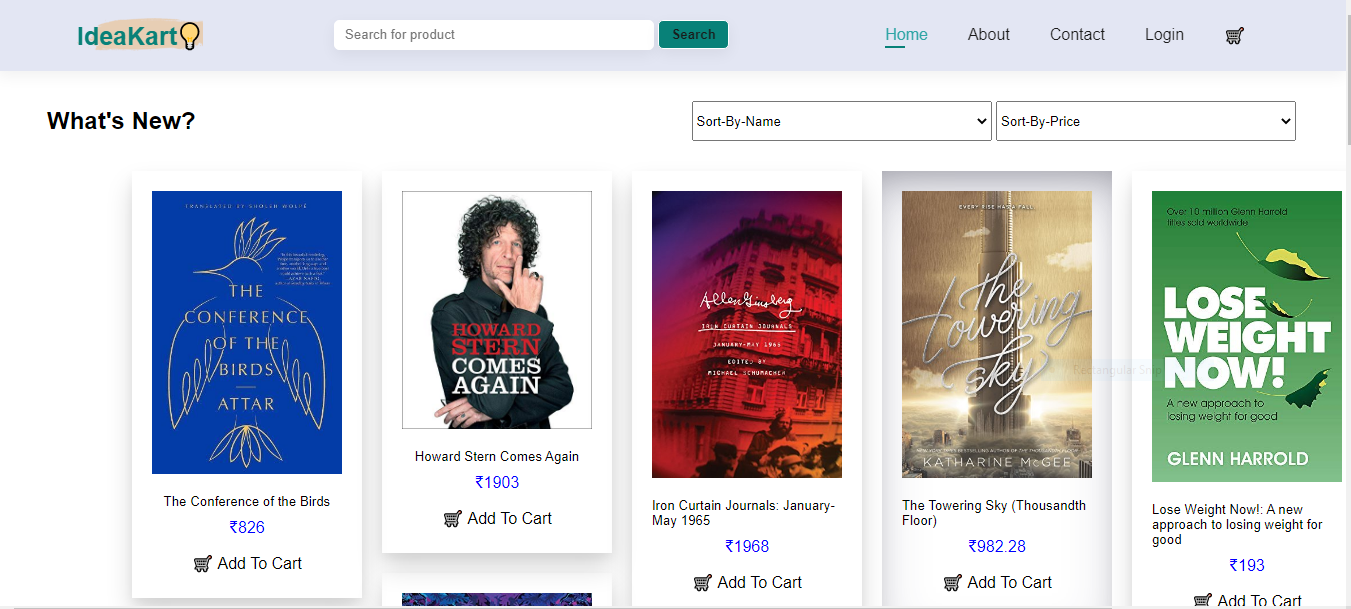 IdeaKart
Search for product
Search
Home
About
Contact
Login
What's New?
Sort-By-Name
Sort-By-Price
TRANSLATED BY SHOLEH WOLPÉ
THE
CONFERENCE
OF THE
BIRDS
ATTAR
The Conference of the Birds
₹826
Add To Cart
HOWARD
STERN
COMES
AGAIN
Howard Stern Comes Again
₹1903
Add To Cart
Allen Ginsberg
IRON CURTAIN JOURNALS
JANUARY-MAY 1965
EDITED BY
MICHAEL SCHUMACHER
Iron Curtain Journals: January-
May 1965
₹1968
Add To Cart
EVERY RISE HAS A FALL.
the
towering
sky
Rectangular Snip
KATHARINE McGEE
The Towering Sky (Thousandth
Floor)
₹982.28
Add To Cart
Over 10 million Glenn Harrold
titles sold worldwide
LOSE
WEIGHT
NOW!
A new approach to
losing weight for good
GLENN HARROLD
Lose Weight Now!: A new
approach to losing weight for
good
₹193
Add To Cart